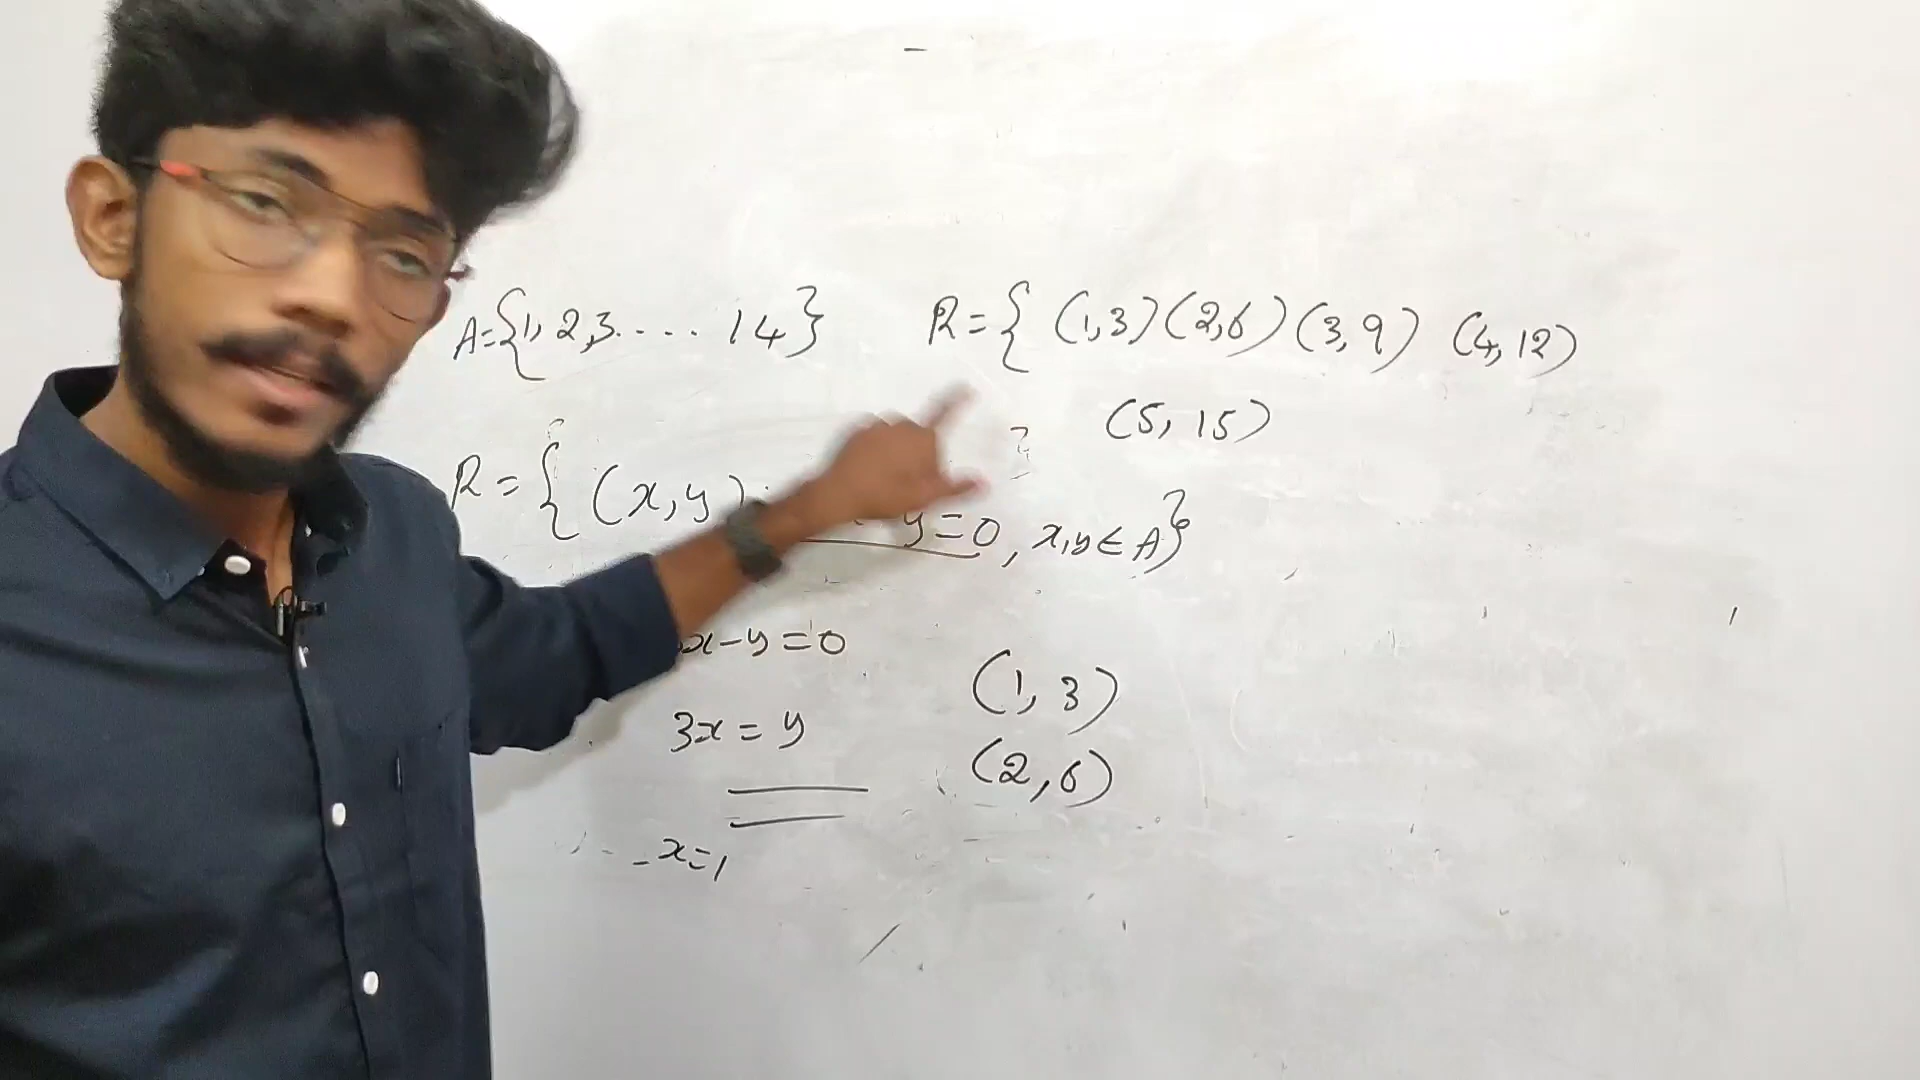 A={1,2,3.... 14}
R={ (1,3) (2,6) (3,9) (4,12)
(5, 15)
R={ (x,y) : y=0, x,y∈A}
x-y=0
3x=y
x=1
(1, 3)
(2,6)